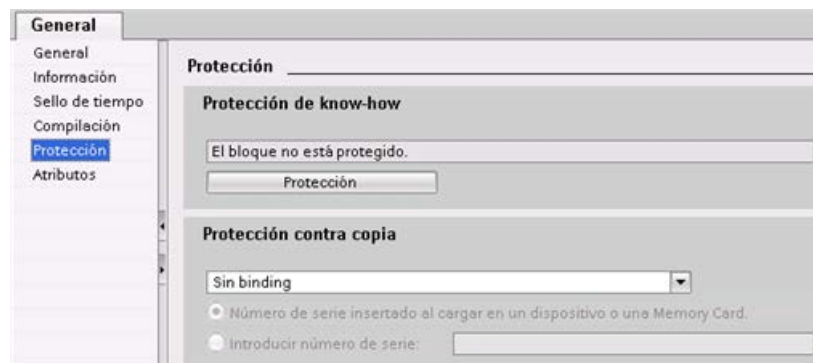 General
General
Información
Sello de tiempo
Compilación
Protección
Atributos
Protección
Protección de know-how
El bloque no está protegido.
Protección
Protección contra copia
Sin binding
Número de serie insertado al cargar en un dispositivo o una Memory Card.
Introducir número de serie: